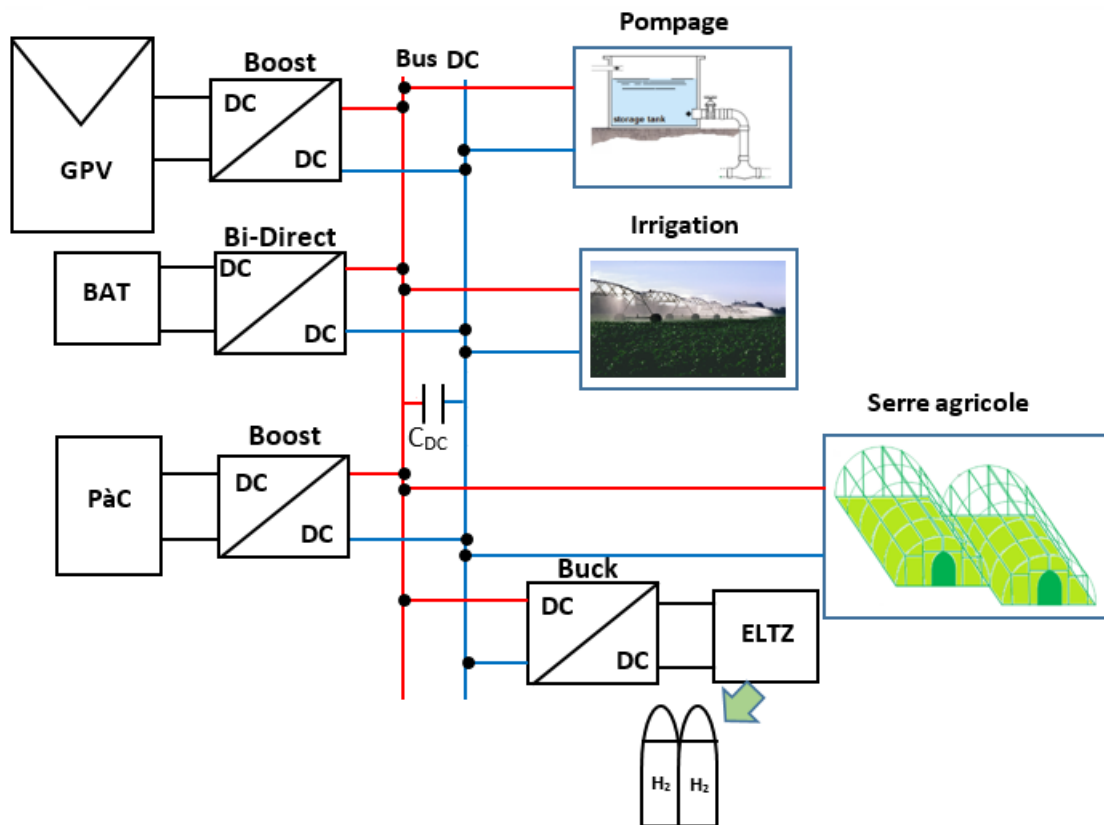 Pompage
Boost
Bus DC
DC
DC
GPV
storage tank
Bi-Direct
Irrigation
DC
DC
BAT
Serre agricole
C_DC
Boost
DC
DC
PàC
Buck
DC
DC
ELTZ
H₂ H₂